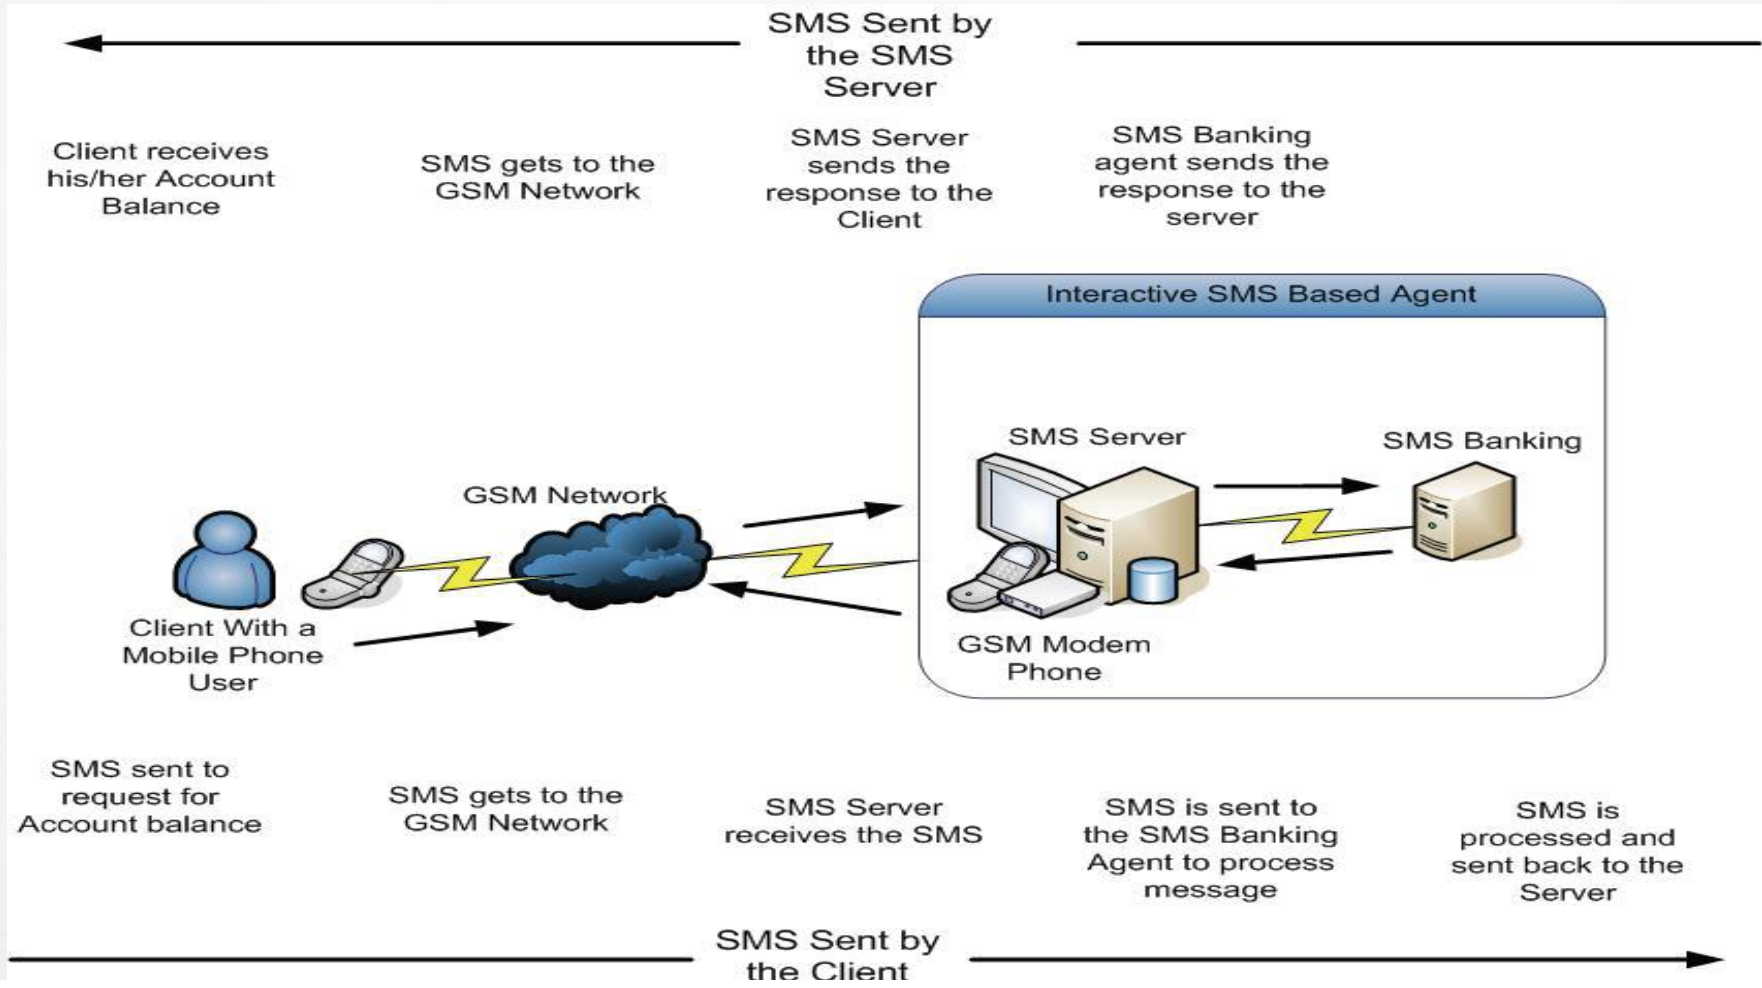 SMS Sent by
the SMS
Server
Client receives
his/her Account
Balance
SMS gets to the
GSM Network
SMS Server
sends the
response to the
Client
SMS Banking
agent sends the
response to the
server
Interactive SMS Based Agent
SMS Server
SMS Banking
GSM Network
Client With a
Mobile Phone
User
GSM Modem
Phone
SMS sent to
request for
Account balance
SMS gets to the
GSM Network
SMS Server
receives the SMS
SMS is sent to
the SMS Banking
Agent to process
message
SMS is
processed and
sent back to the
Server
SMS Sent by
the Client